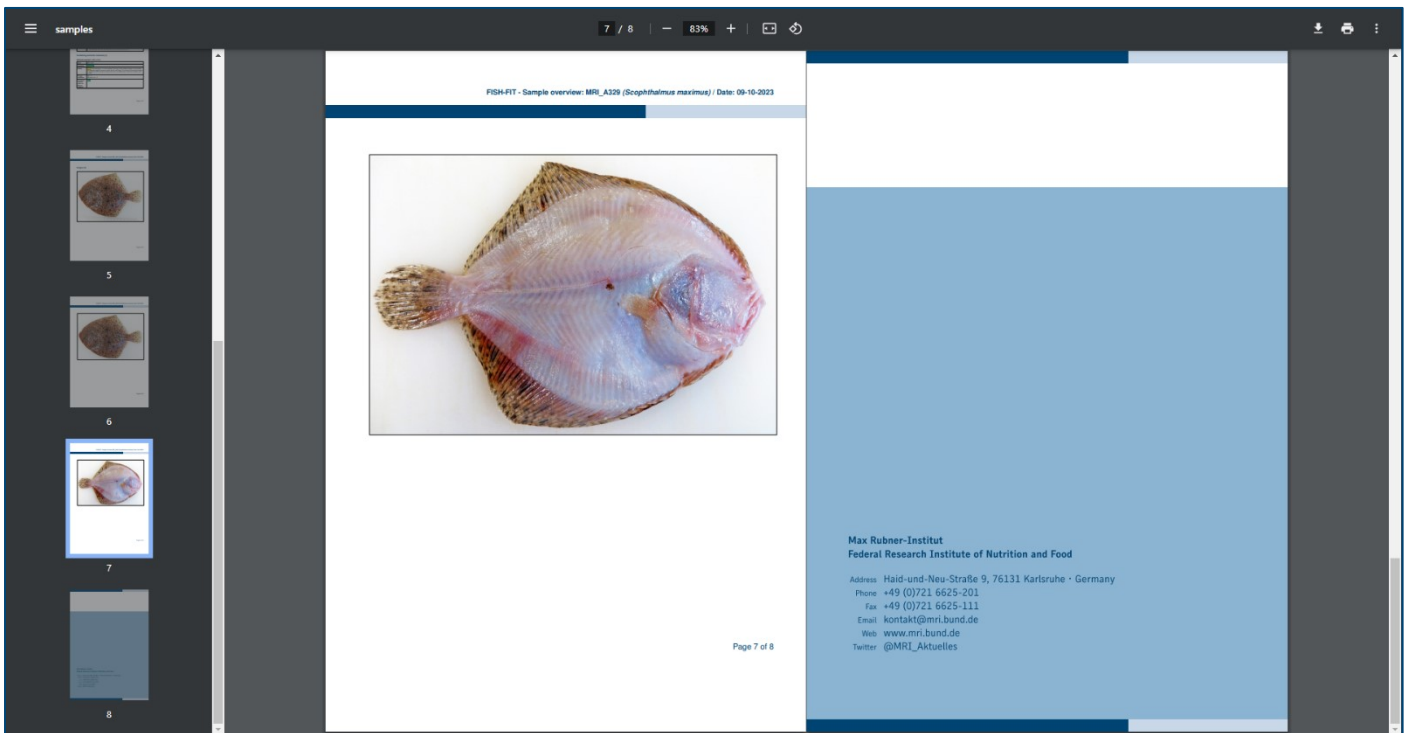 samples
7 / 8
83%
4
5
6
7
8
FISH-FIT - Sample overview: MRI_A329 (Scophthalmus maximus) / Date: 09-10-2023
Page 7 of 8
Max Rubner-Institut
Federal Research Institute of Nutrition and Food
Address Haid-und-Neu-Straße 9, 76131 Karlsruhe · Germany
Phone +49 (0)721 6625-201
Fax +49 (0)721 6625-111
Email kontakt@mri.bund.de
Web www.mri.bund.de
Twitter @MRI_Aktuelles